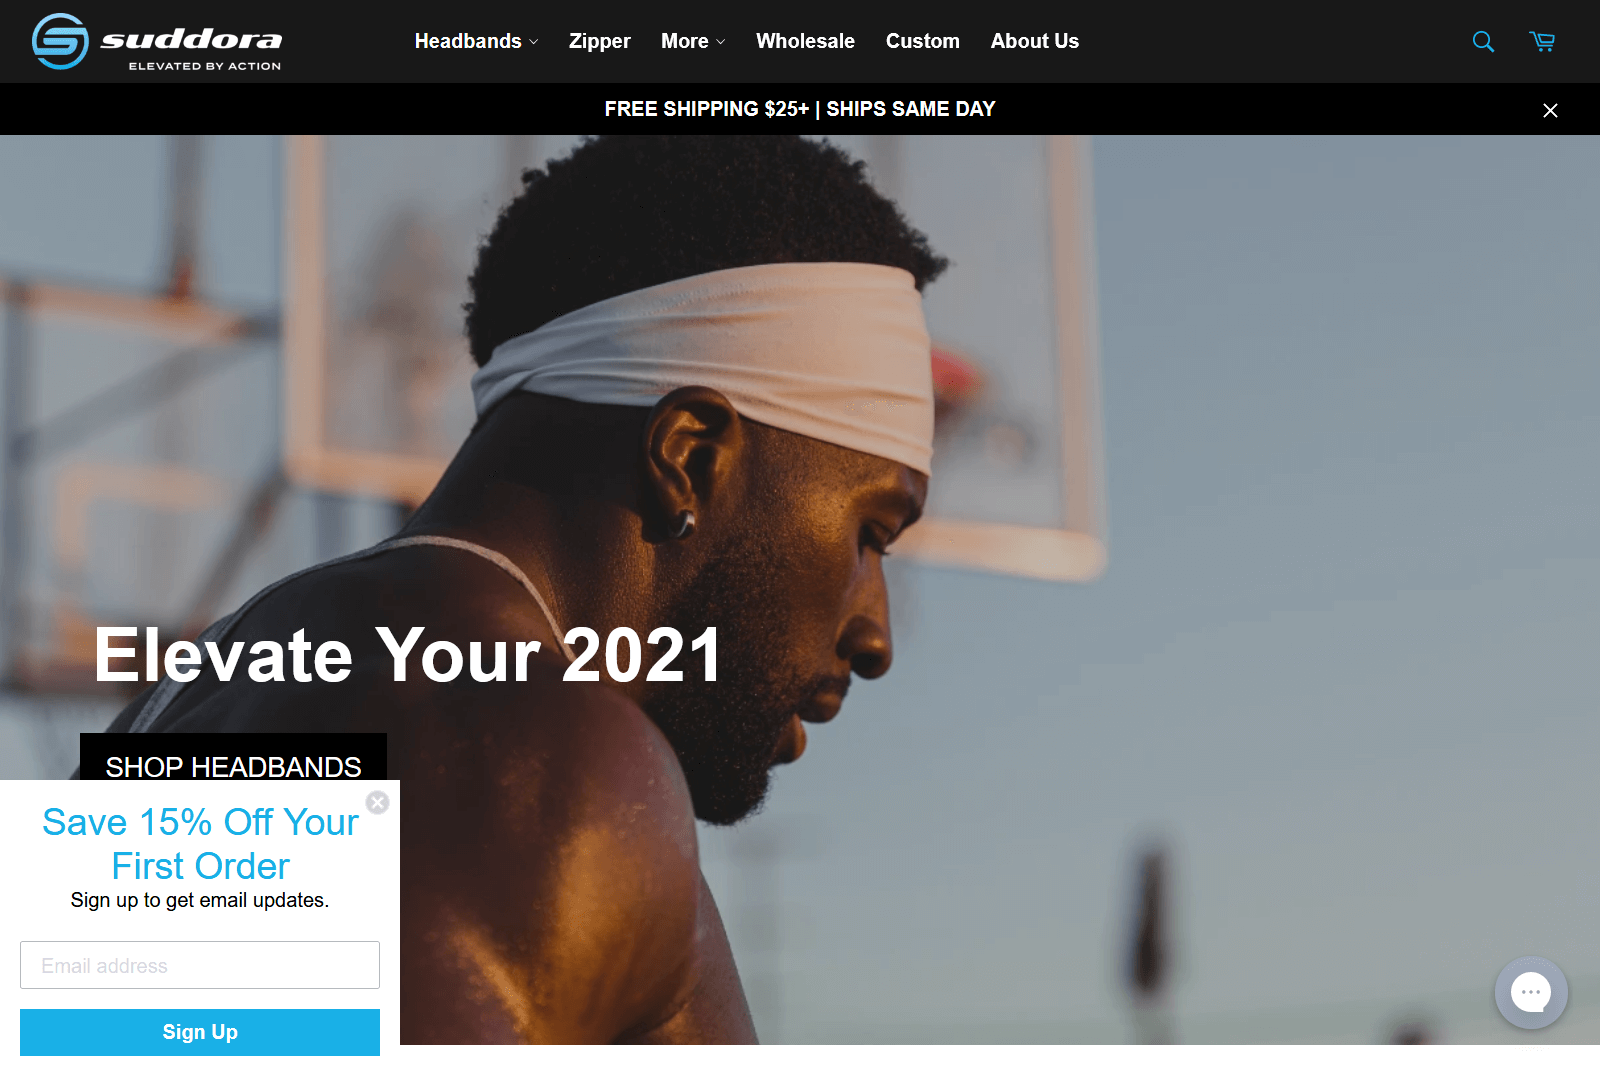 suddora
ELEVATED BY ACTION
Headbands
Zipper
More
Wholesale
Custom
About Us
FREE SHIPPING $25+ | SHIPS SAME DAY
Elevate Your 2021
SHOP HEADBANDS
Save 15% Off Your
First Order
Sign up to get email updates.
Email address
Sign Up